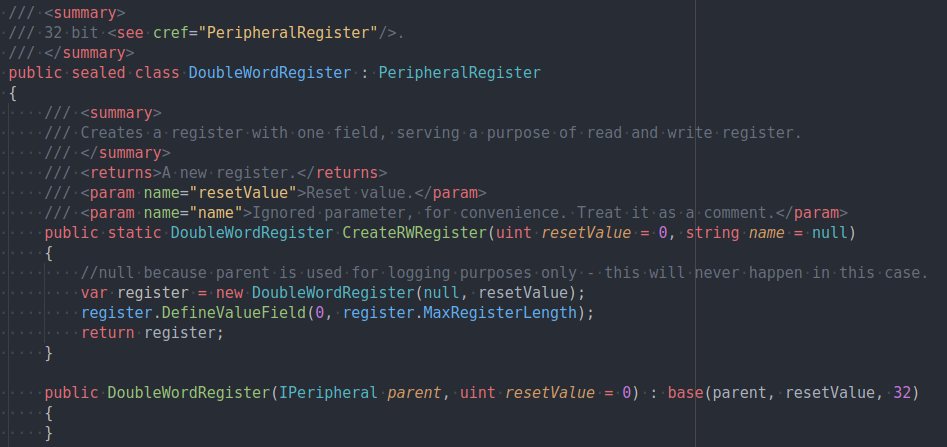 /// <summary>
/// 32 bit <see cref="PeripheralRegister"/>.
/// </summary>
public sealed class DoubleWordRegister : PeripheralRegister
{
    /// <summary>
    /// Creates a register with one field, serving a purpose of read and write register.
    /// </summary>
    /// <returns>A new register.</returns>
    /// <param name="resetValue">Reset value.</param>
    /// <param name="name">Ignored parameter, for convenience. Treat it as a comment.</param>
    public static DoubleWordRegister CreateRWRegister(uint resetValue = 0, string name = null)
    {
        //null because parent is used for logging purposes only - this will never happen in this case.
        var register = new DoubleWordRegister(null, resetValue);
        register.DefineValueField(0, register.MaxRegisterLength);
        return register;
    }

    public DoubleWordRegister(IPeripheral parent, uint resetValue = 0) : base(parent, resetValue, 32)
    {
    }